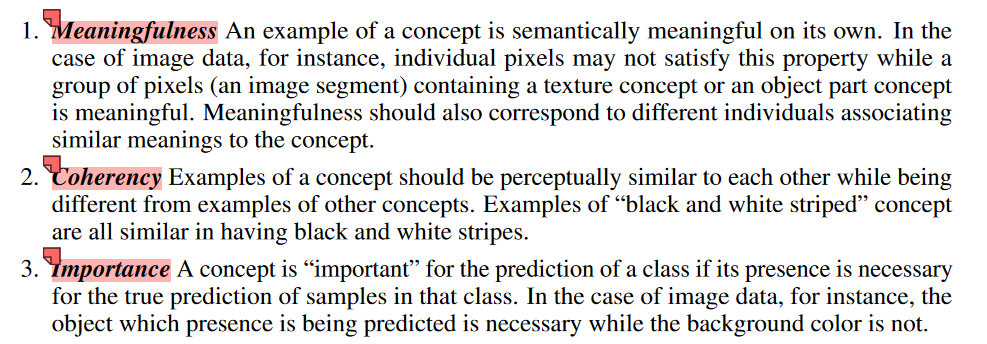 1. Meaningfulness An example of a concept is semantically meaningful on its own. In the
case of image data, for instance, individual pixels may not satisfy this property while a
group of pixels (an image segment) containing a texture concept or an object part concept
is meaningful. Meaningfulness should also correspond to different individuals associating
similar meanings to the concept.
2. Coherency Examples of a concept should be perceptually similar to each other while being
different from examples of other concepts. Examples of “black and white striped” concept
are all similar in having black and white stripes.
3. Importance A concept is “important” for the prediction of a class if its presence is necessary
for the true prediction of samples in that class. In the case of image data, for instance, the
object which presence is being predicted is necessary while the background color is not.